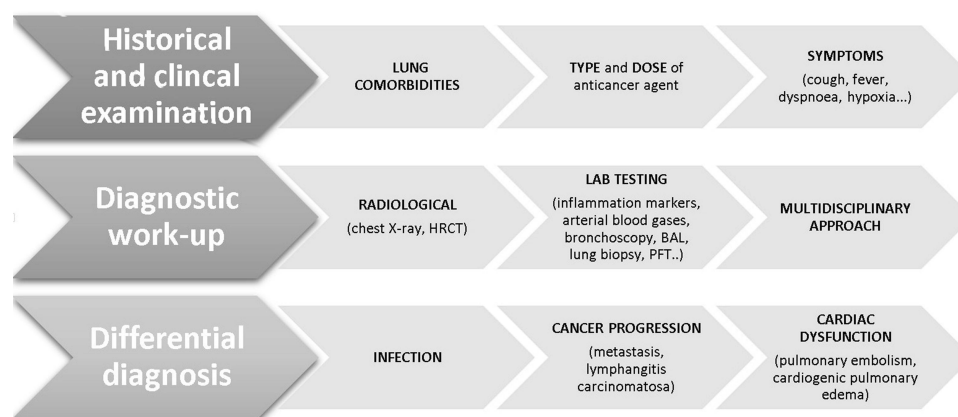 Historical
and clincal
examination
LUNG
COMORBIDITIES
TYPE and DOSE of
anticancer agent
SYMPTOMS
(cough, fever,
dyspnoea, hypoxia...)
Diagnostic
work-up
RADIOLOGICAL
(chest X-ray, HRCT)
LAB TESTING
(inflammation markers,
arterial blood gases,
bronchoscopy, BAL,
lung biopsy, PFT..)
MULTIDISCIPLINARY
APPROACH
Differential
diagnosis
INFECTION
CANCER PROGRESSION
(metastasis,
lymphangitis
carcinomatosa)
CARDIAC
DYSFUNCTION
(pulmonary embolism,
cardiogenic pulmonary
edema)